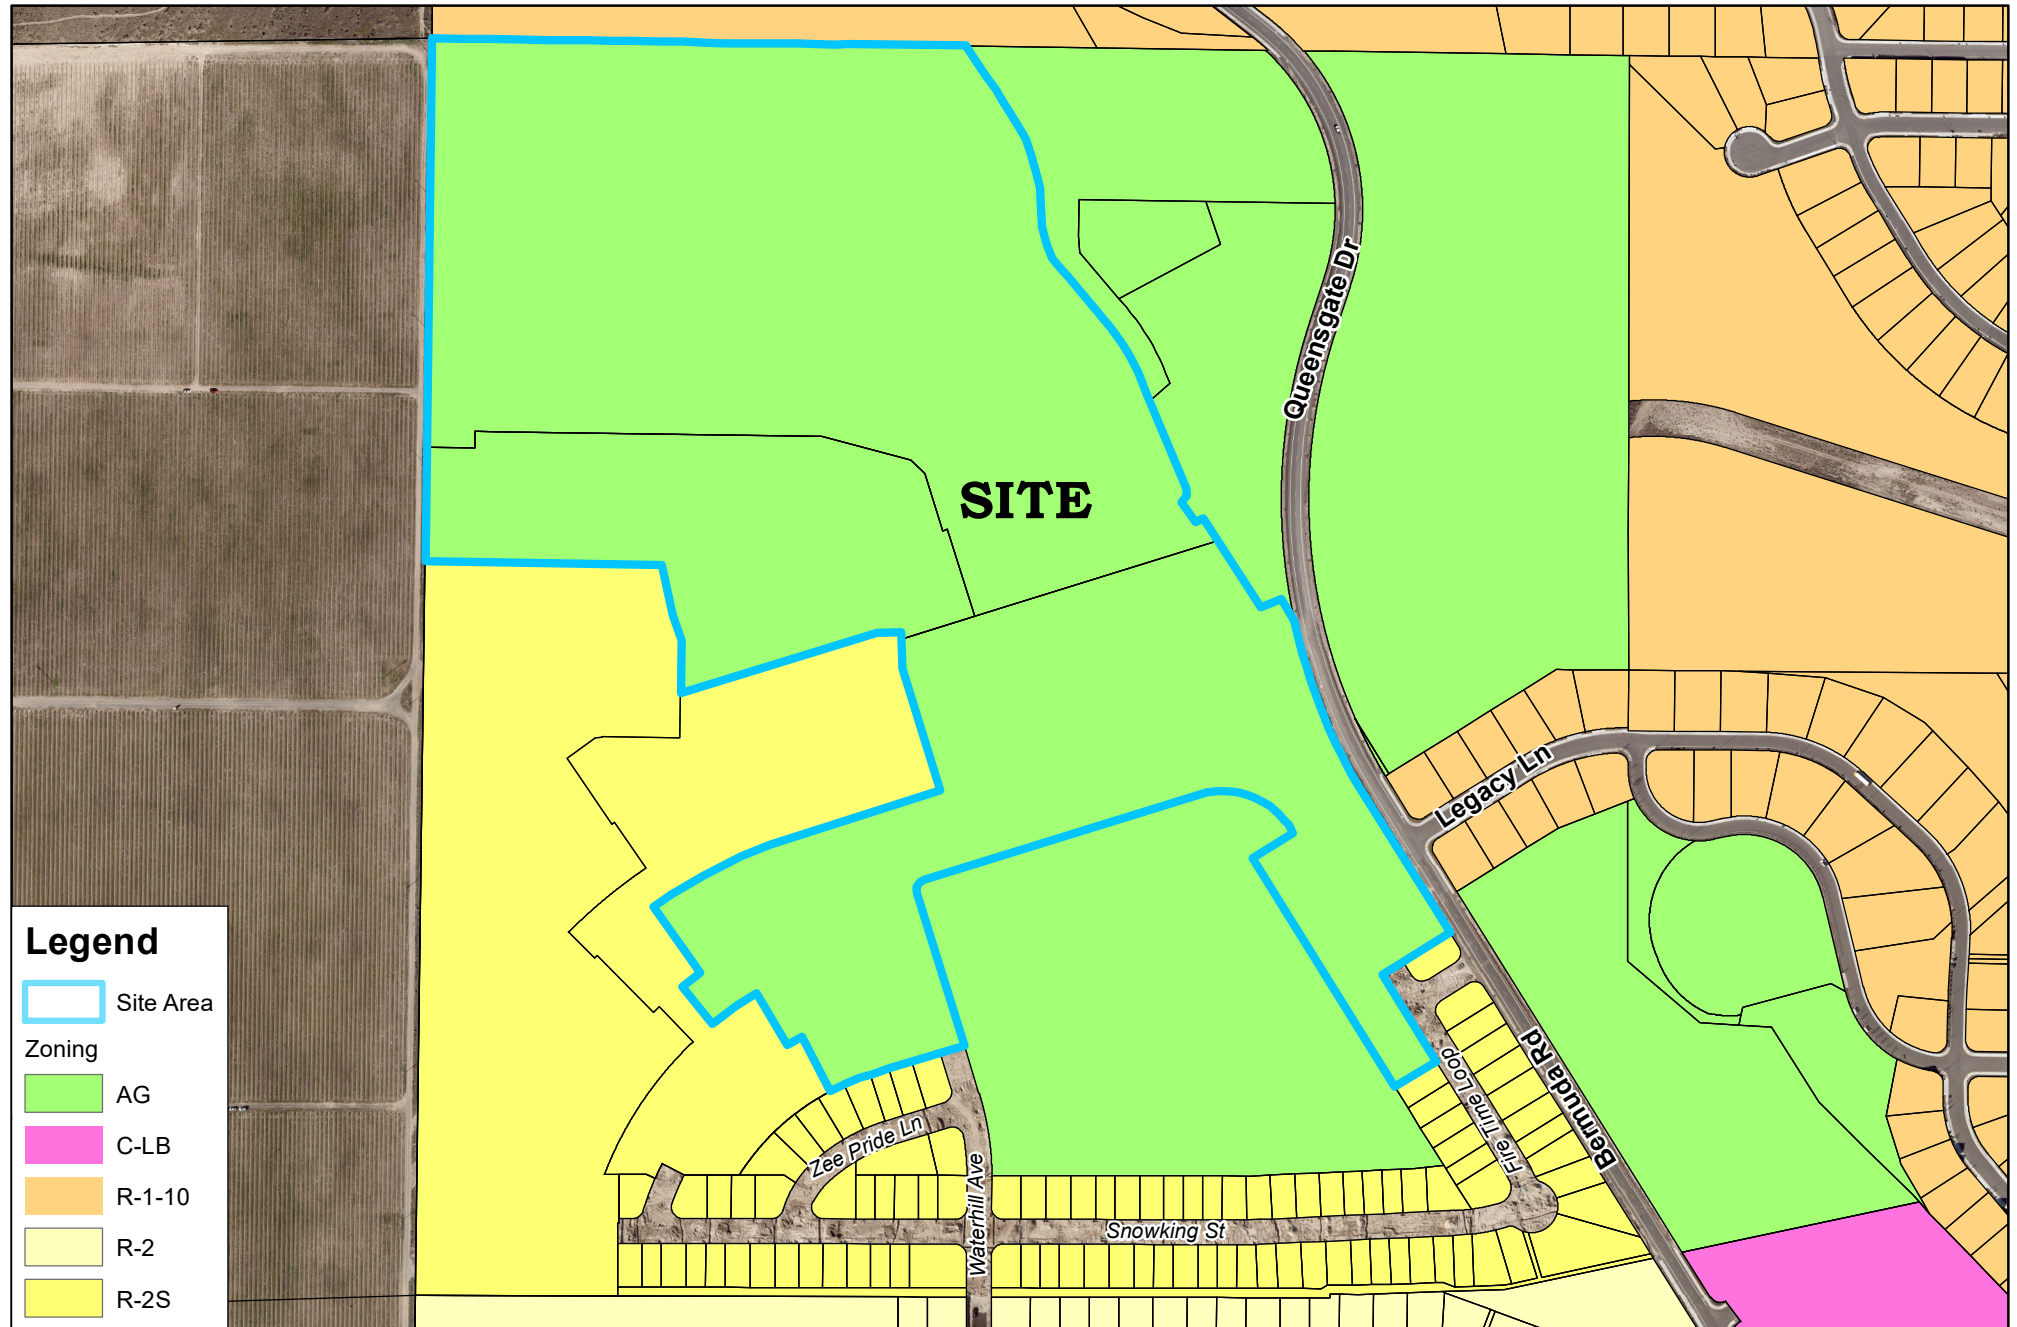 Queensgate Dr
SITE
Legacy Ln
Legend
Site Area
Zoning
AG
C-LB
R-1-10
R-2
R-2S
Fire Time Loop
Bermuda Rd
Zee Pride Ln
Waterhill Ave
Snowking St